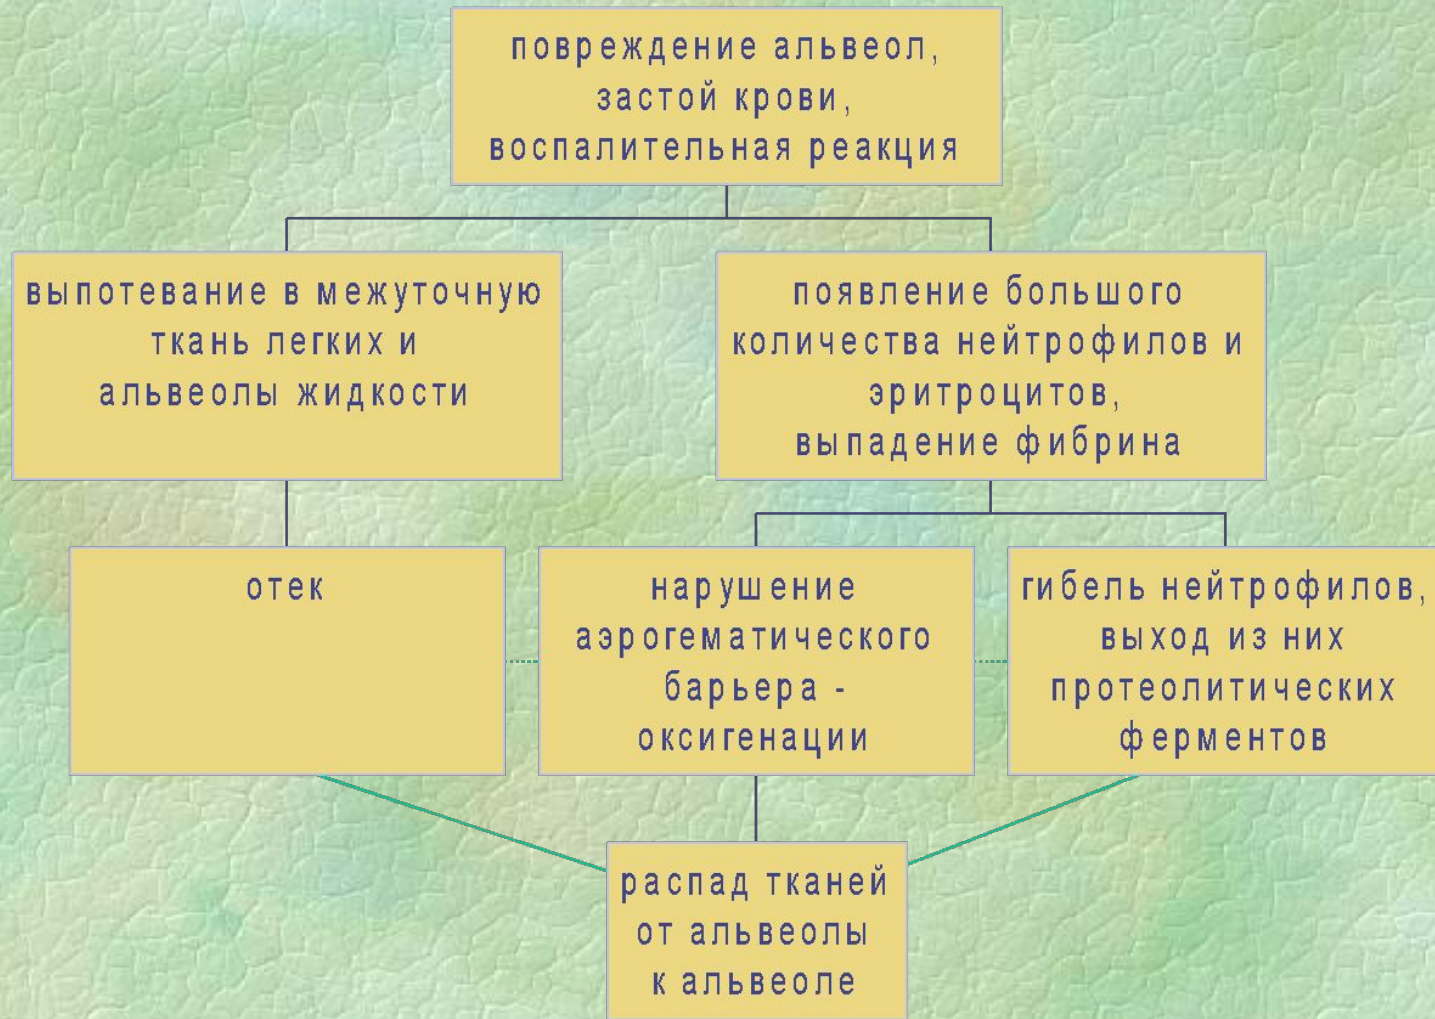 повреждение альвеол,
застой крови,
воспалительная реакция
выпотевание в межуточную
ткань легких и
альвеолы жидкости
появление большого
количества нейтрофилов и
эритроцитов,
выпадение фибрина
отек
нарушение
аэрогематического
барьера -
оксигенации
гибель нейтрофилов,
выход из них
протеолитических
ферментов
распад тканей
от альвеолы
к альвеоле